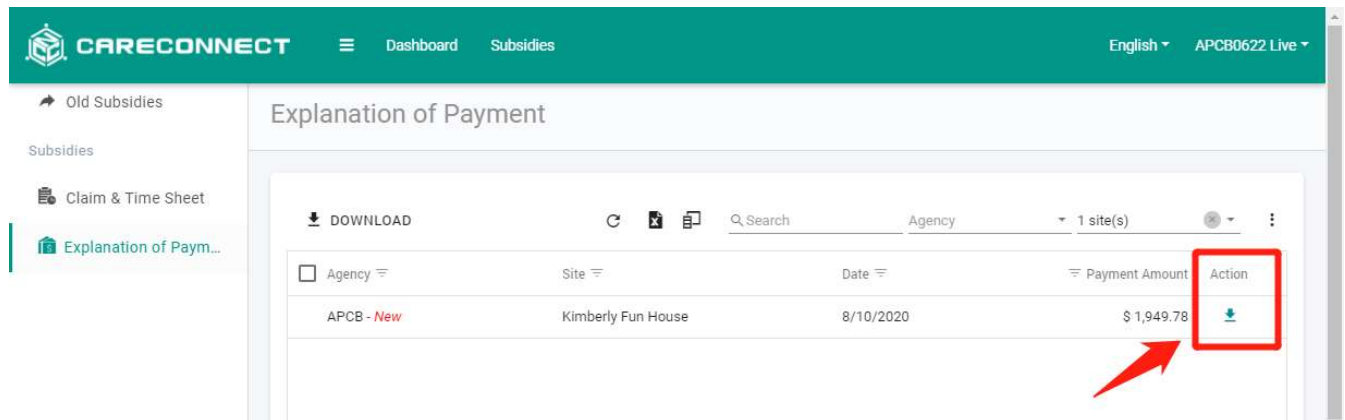 CARECONNECT Dashboard Subsidies English APCB0622 Live
Old Subsidies
Explanation of Payment
Subsidies
Claim & Time Sheet
Explanation of Paym...
DOWNLOAD Search Agency 1 site(s)
Agency Site Date Payment Amount Action
APCB - New Kimberly Fun House 8/10/2020 $ 1,949.78